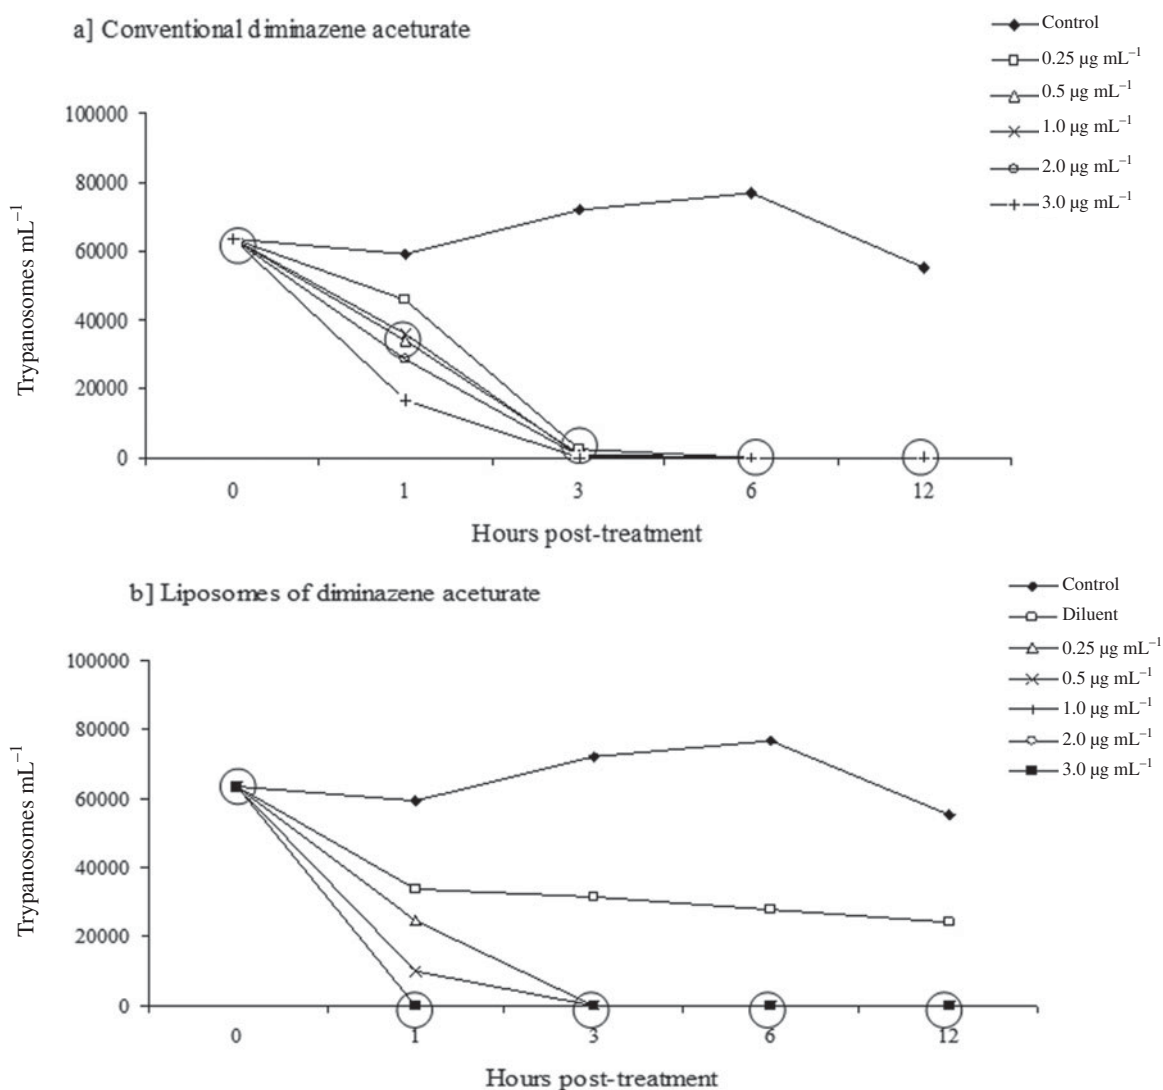 a] Conventional diminazene aceturate
Control
0.25 µg mL⁻¹
0.5 µg mL⁻¹
1.0 µg mL⁻¹
2.0 µg mL⁻¹
3.0 µg mL⁻¹
Trypanosomes mL⁻¹
100000
80000
60000
40000
20000
0
0 1 3 6 12
Hours post-treatment
b] Liposomes of diminazene aceturate
Control
Diluent
0.25 µg mL⁻¹
0.5 µg mL⁻¹
1.0 µg mL⁻¹
2.0 µg mL⁻¹
3.0 µg mL⁻¹
Trypanosomes mL⁻¹
100000
80000
60000
40000
20000
0
0 1 3 6 12
Hours post-treatment